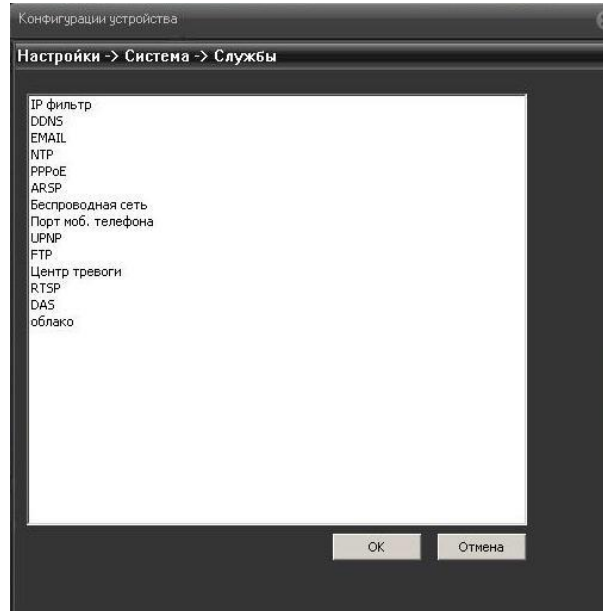 Конфигурации устройства
Настройки -> Система -> Службы
IP фильтр
DDNS
EMAIL
NTP
PPPoE
ARSP
Беспроводная сеть
Порт моб. телефона
UPNP
FTP
Центр тревоги
RTSP
DAS
облако
OK
Отмена